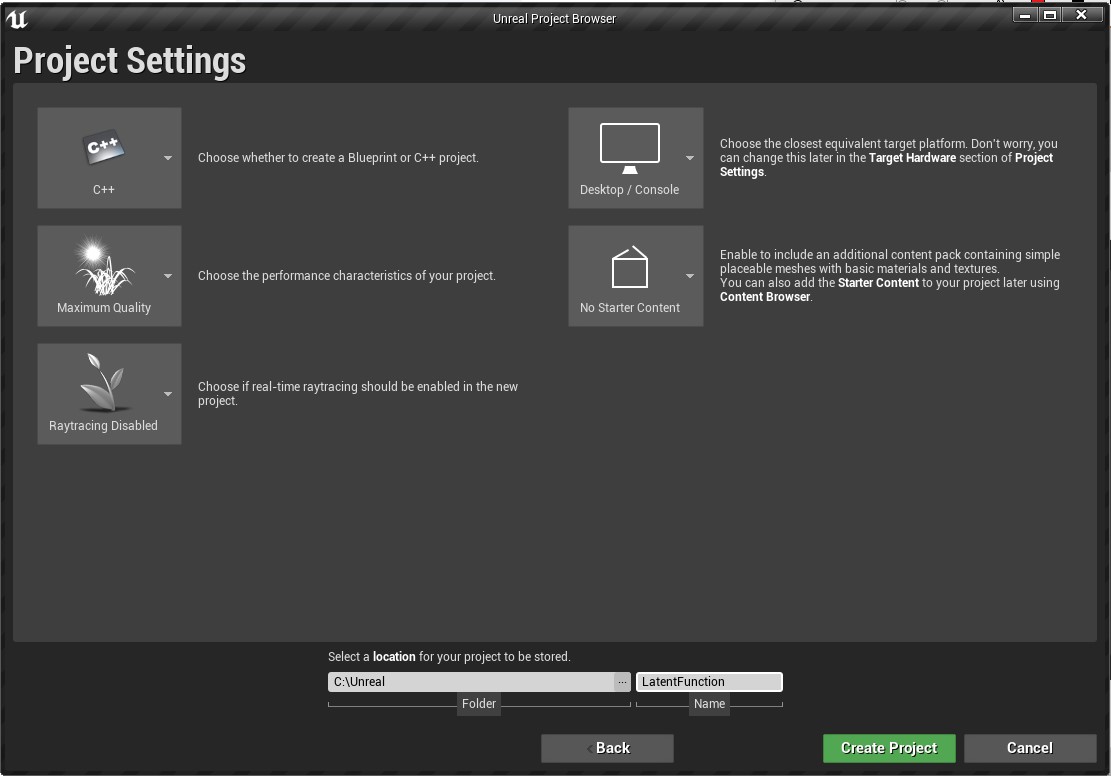 Unreal Project Browser
Project Settings
C++
C++
Choose whether to create a Blueprint or C++ project.
Desktop / Console
Choose the closest equivalent target platform. Don't worry, you
can change this later in the Target Hardware section of Project
Settings.
Maximum Quality
Choose the performance characteristics of your project.
No Starter Content
Enable to include an additional content pack containing simple
placeable meshes with basic materials and textures.
You can also add the Starter Content to your project later using
Content Browser.
Raytracing Disabled
Choose if real-time raytracing should be enabled in the new
project.
Select a location for your project to be stored.
C:\Unreal ... LatentFunction
Folder Name
Back Create Project Cancel